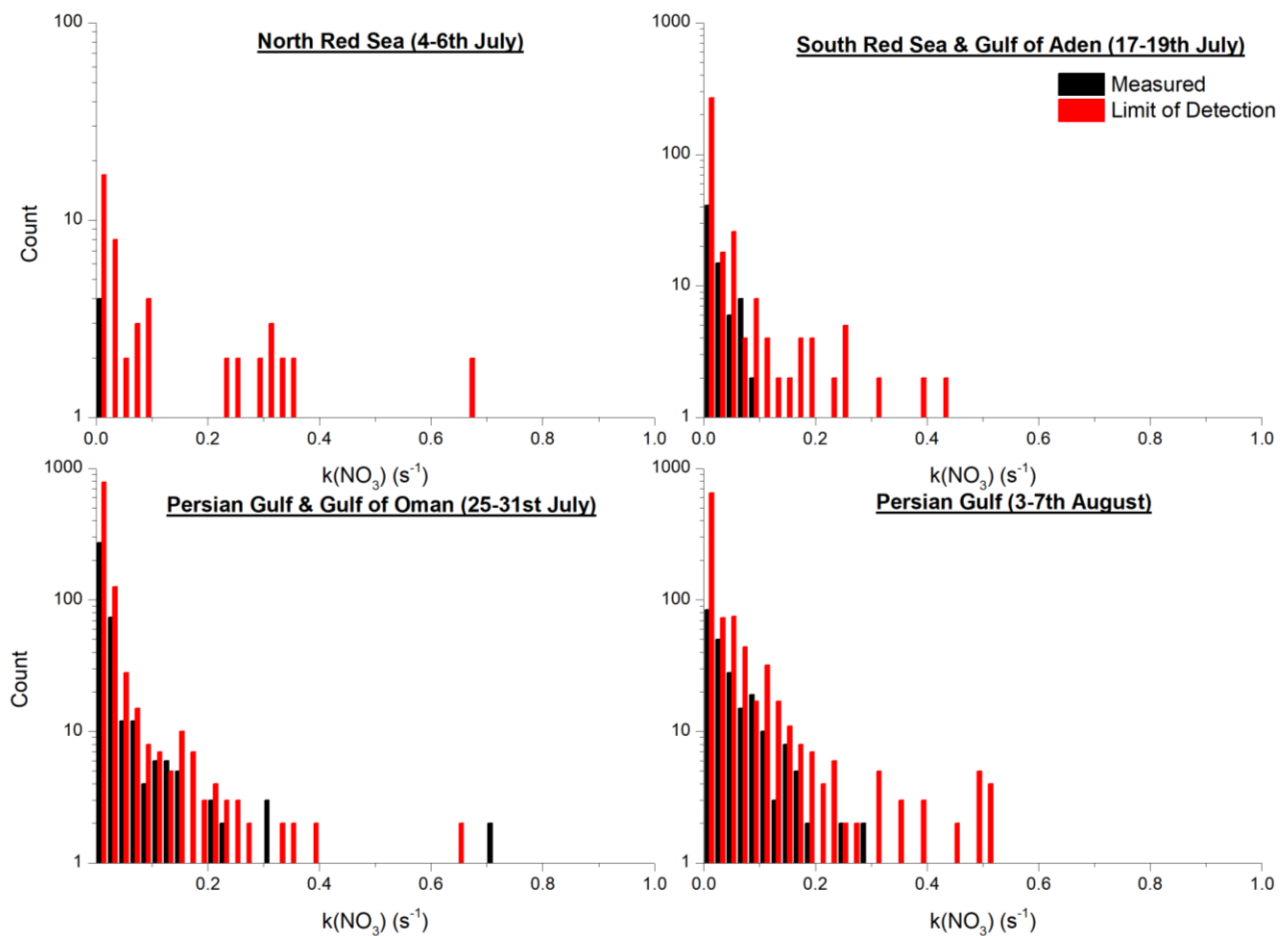 North Red Sea (4-6th July)
100
10
1
Count
0.0 0.2 0.4 0.6 0.8 1.0
k(NO₃) (s⁻¹)
South Red Sea & Gulf of Aden (17-19th July)
Measured
Limit of Detection
1000
100
10
1
0.0 0.2 0.4 0.6 0.8 1.0
k(NO₃) (s⁻¹)
Persian Gulf & Gulf of Oman (25-31st July)
1000
100
10
1
Count
0.2 0.4 0.6 0.8 1.0
k(NO₃) (s⁻¹)
Persian Gulf (3-7th August)
1000
100
10
1
0.0 0.2 0.4 0.6 0.8 1.0
k(NO₃) (s⁻¹)